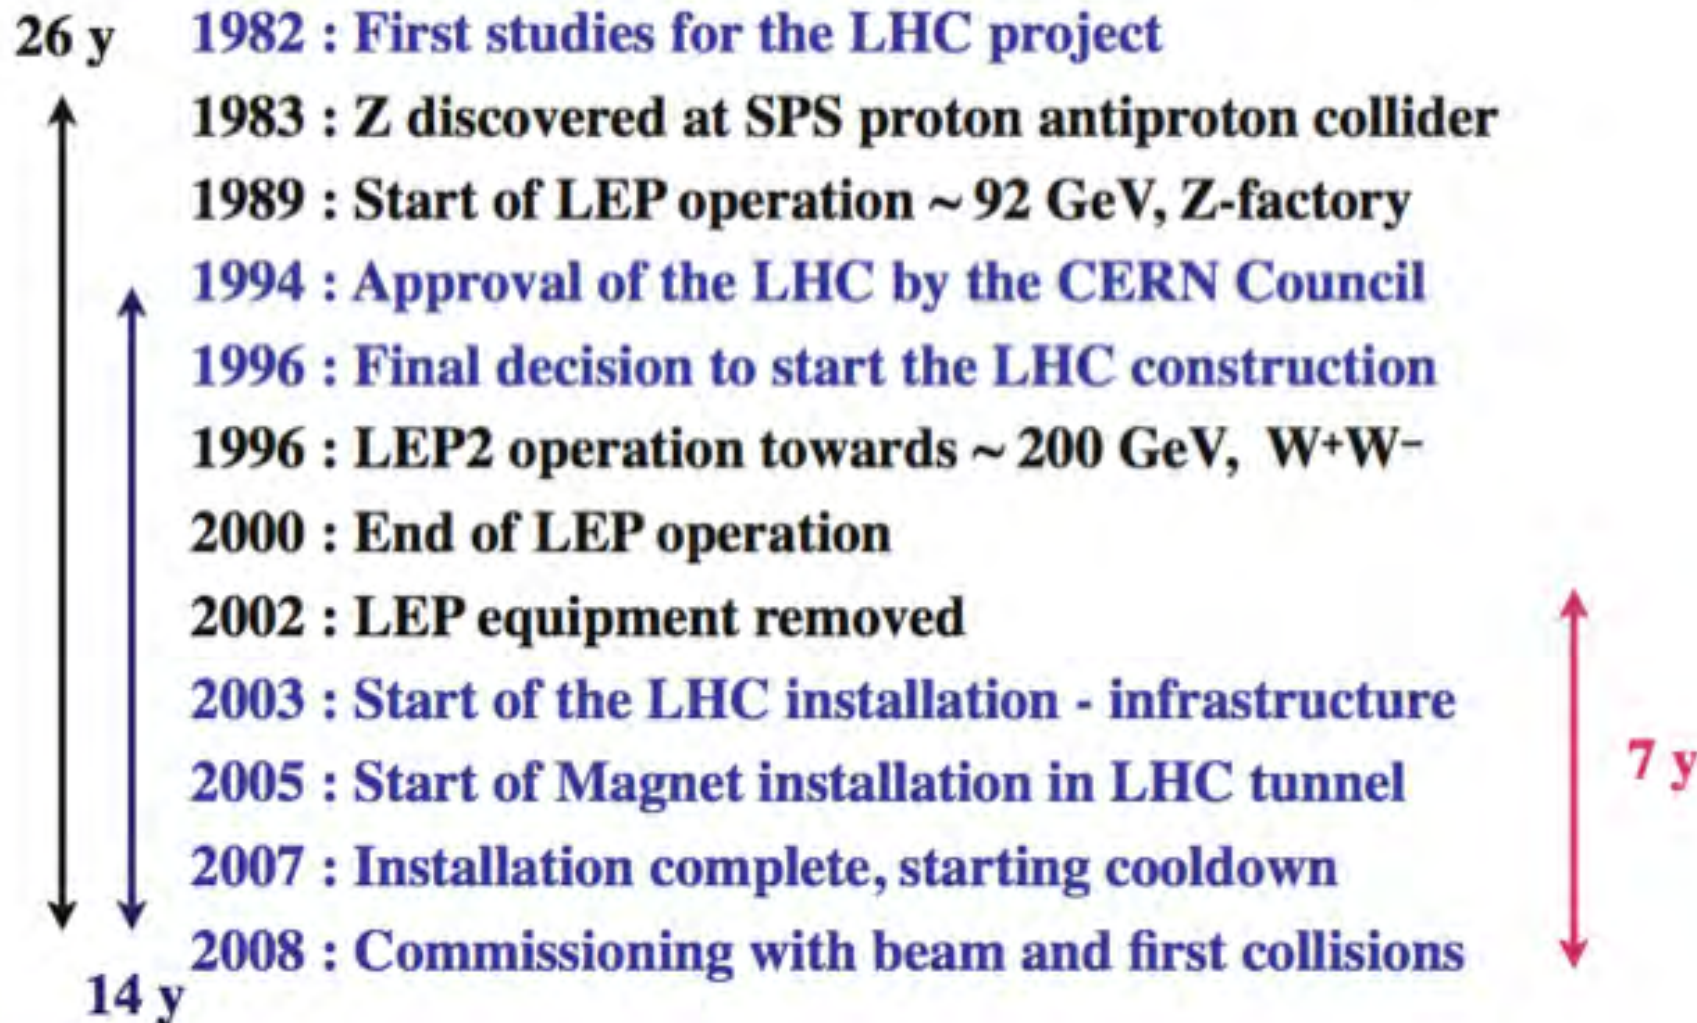 26 y 1982 : First studies for the LHC project
1983 : Z discovered at SPS proton antiproton collider
1989 : Start of LEP operation ~ 92 GeV, Z-factory
1994 : Approval of the LHC by the CERN Council
1996 : Final decision to start the LHC construction
1996 : LEP2 operation towards ~ 200 GeV, W+W−
2000 : End of LEP operation
2002 : LEP equipment removed
2003 : Start of the LHC installation - infrastructure
7 y
2005 : Start of Magnet installation in LHC tunnel
2007 : Installation complete, starting cooldown
2008 : Commissioning with beam and first collisions
14 y